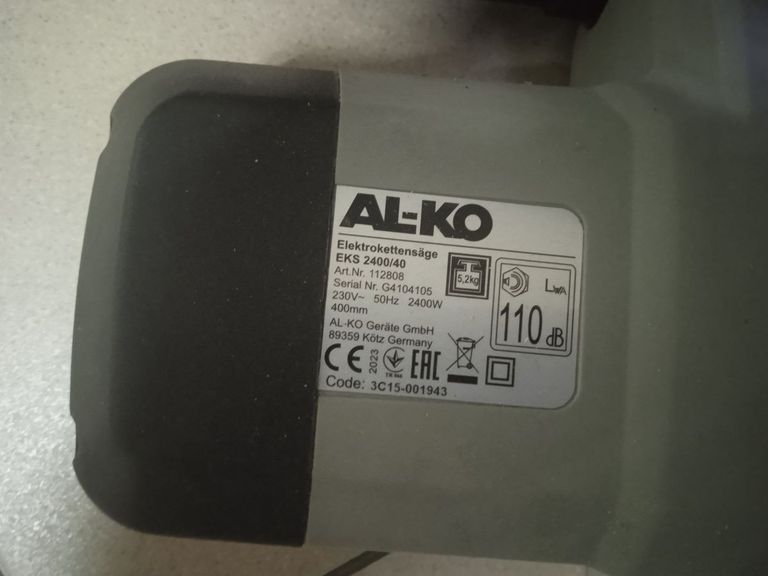 AL-KO
Elektrokettensäge
EKS 2400/40
Art.Nr. 112808
Serial Nr. G4104105
230V~ 50Hz 2400W
400mm
AL-KO Geräte GmbH
89359 Kötz Germany
5,2kg
LWA
110 dB
CE 2023 EAC
Code: 3C15-001943